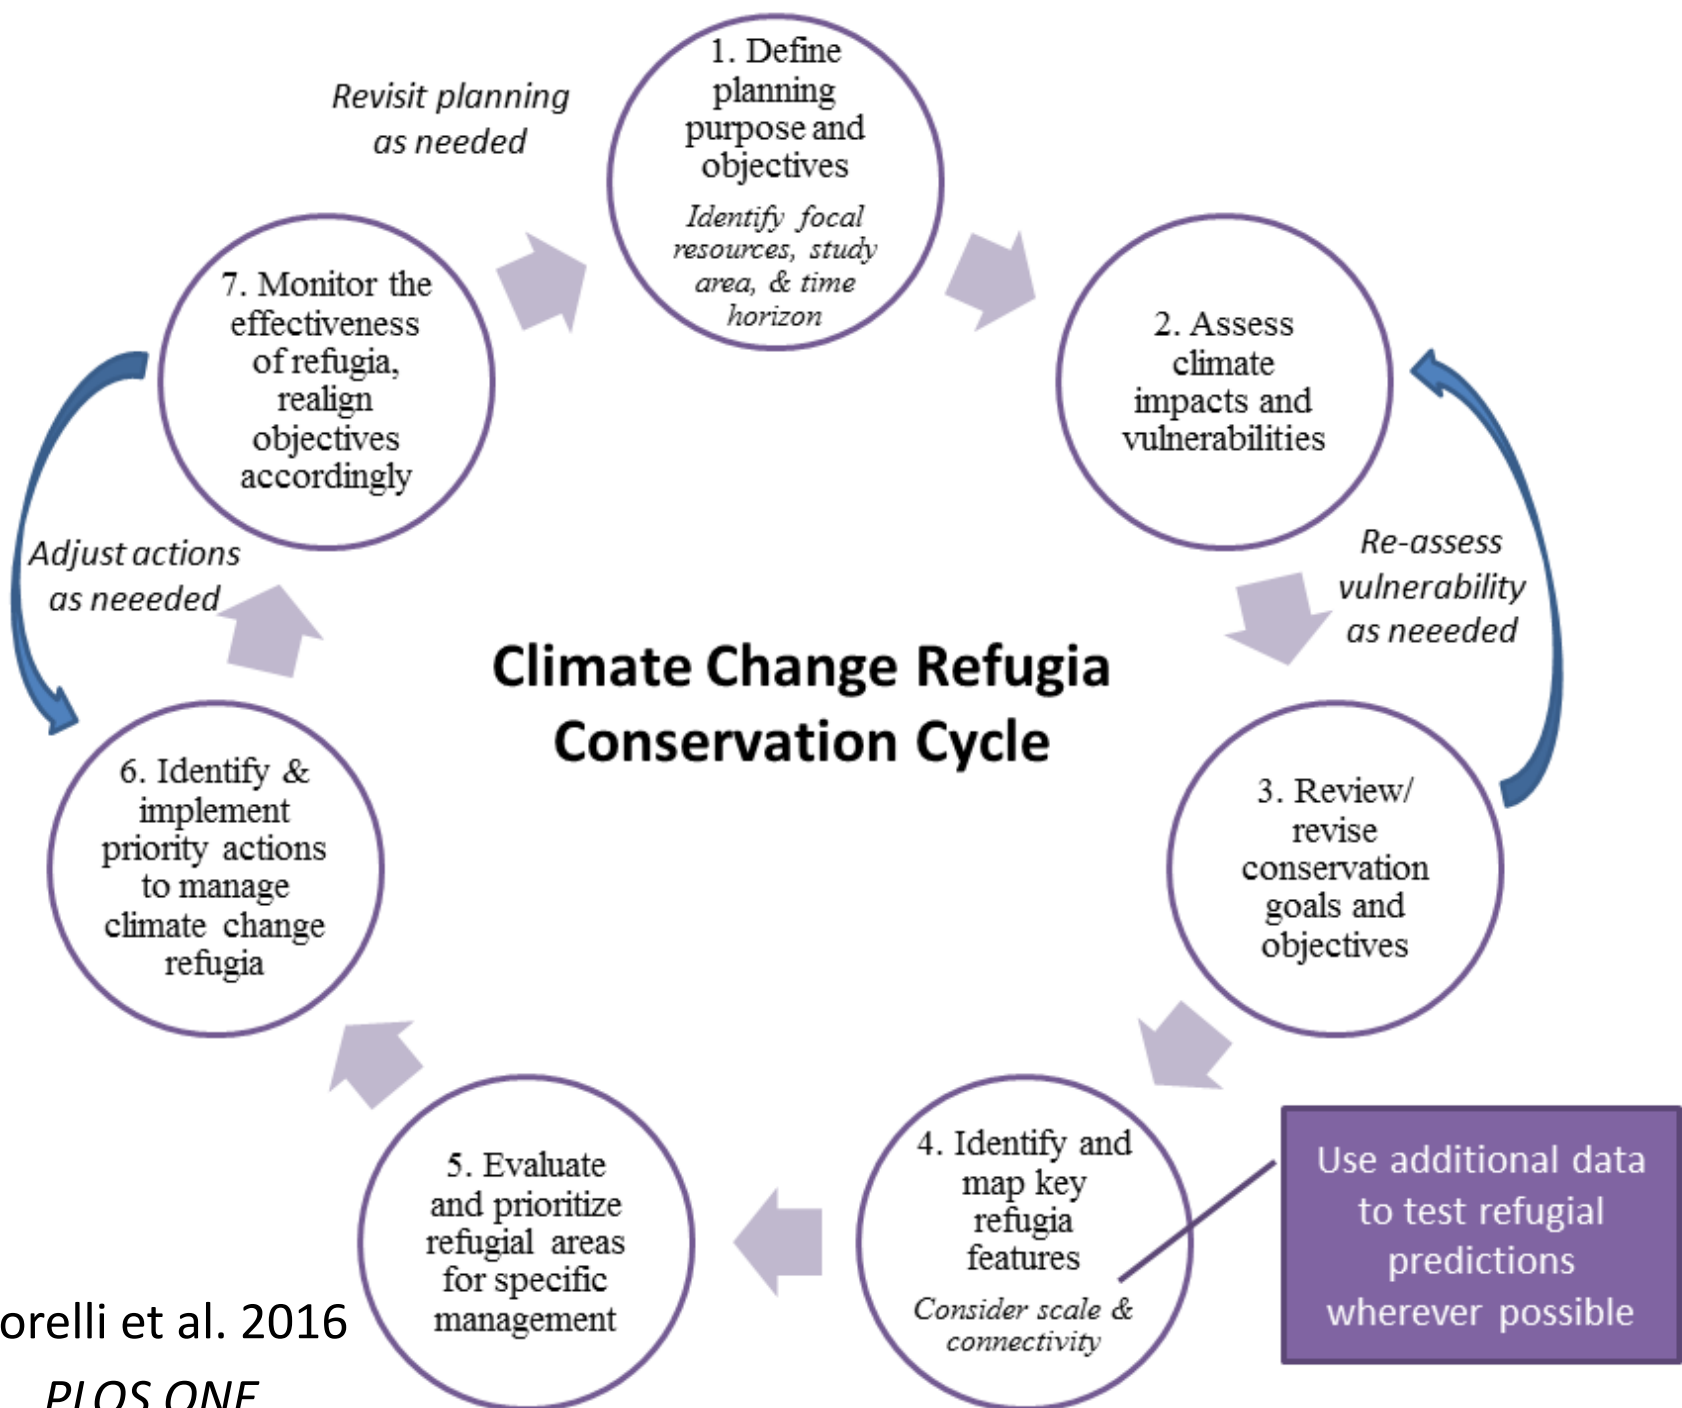 1. Define
planning
purpose and
objectives
Identify focal
resources, study
area, & time
horizon
2. Assess
climate
impacts and
vulnerabilities
Re-assess
vulnerability
as neeeded
3. Review/
revise
conservation
goals and
objectives
4. Identify and
map key
refugia
features
Consider scale &
connectivity
Use additional data
to test refugial
predictions
wherever possible
5. Evaluate
and prioritize
refugial areas
for specific
management
6. Identify &
implement
priority actions
to manage
climate change
refugia
Adjust actions
as neeeded
7. Monitor the
effectiveness
of refugia,
realign
objectives
accordingly
Revisit planning
as needed
Climate Change Refugia
Conservation Cycle
orelli et al. 2016
PLOS ONE